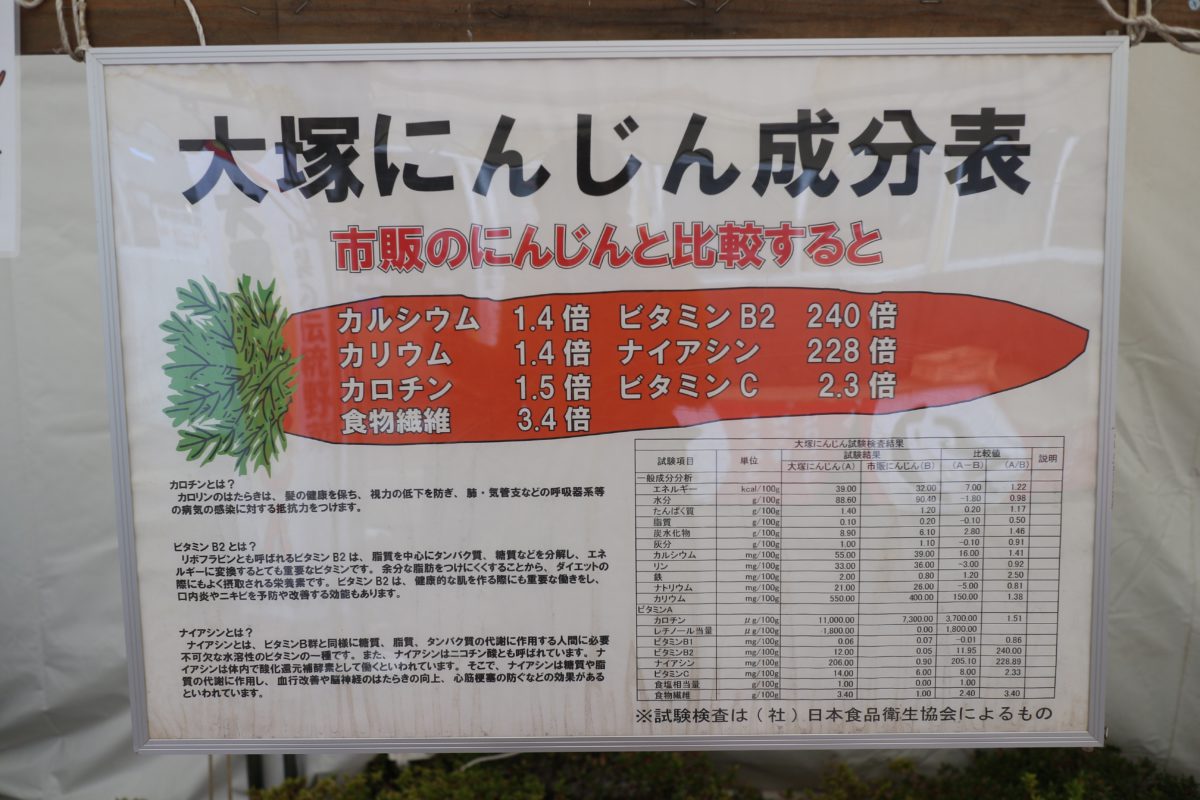 大塚にんじん成分表
市販のにんじんと比較すると
カルシウム 1.4倍 ビタミンB2 240倍
カリウム 1.4倍 ナイアシン 228倍
カロチン 1.5倍 ビタミンC 2.3倍
食物繊維 3.4倍
カロチンとは?
カロリンのはたらきは、髪の健康を保ち、視力の低下を防ぎ、肺・気管支などの呼吸器系等
の病気の感染に対する抵抗力をつけます。
ビタミンB2とは?
リボフラビンとも呼ばれるビタミンB2は、脂質を中心にタンパク質、糖質などを分解し、エネ
ルギーに変換するとても重要なビタミンです。余分な脂肪をつけにくくすることから、ダイエットの
際にもよく摂取される栄養素です。ビタミンB2は、健康的な肌を作る際にも重要な働きをし、
口内炎やニキビを予防や改善する効能もあります。
ナイアシンとは?
ナイアシンとは、ビタミンB群と同様に糖質、脂質、タンパク質の代謝に作用する人間に必要
不可欠な水溶性のビタミンの一種です。また、ナイアシンはニコチン酸とも呼ばれています。ナイ
アシンは体内で酸化還元補酵素として働くといわれています。そこで、ナイアシンは糖質や脂
質の代謝に作用し、血行改善や脳神経のはたらきの向上、心筋梗塞の防ぐなどの効果がある
といわれています。
大塚にんじん試験検査結果
試験項目 単位 試験結果 比較値 説明
大塚にんじん(A) 市販にんじん(B) (A-B) (A/B)
一般成分分析
エネルギー kcal/100g 39.00 32.00 7.00 1.22
水分 g/100g 88.60 90.40 -1.80 0.98
たんぱく質 g/100g 1.40 1.20 0.20 1.17
脂質 g/100g 0.10 0.20 -0.10 0.50
炭水化物 g/100g 8.90 6.10 2.80 1.46
灰分 g/100g 1.00 1.10 -0.10 0.91
カルシウム mg/100g 55.00 39.00 16.00 1.41
リン mg/100g 33.00 36.00 -3.00 0.92
鉄 mg/100g 2.00 0.80 1.20 2.50
ナトリウム mg/100g 21.00 26.00 -5.00 0.81
カリウム mg/100g 550.00 400.00 150.00 1.38
ビタミンA
カロチン μg/100g 11,000.00 7,300.00 3,700.00 1.51
レチノール当量 μg/100g 1,800.00 0.00 1,800.00
ビタミンB1 mg/100g 0.06 0.07 -0.01 0.86
ビタミンB2 mg/100g 12.00 0.05 11.95 240.00
ナイアシン mg/100g 206.00 0.90 205.10 228.89
ビタミンC mg/100g 14.00 6.00 8.00 2.33
食塩相当量 g/100g 1.00 0.00 1.00
食物繊維 g/100g 3.40 1.00 2.40 3.40
※試験検査は(社)日本食品衛生協会によるもの